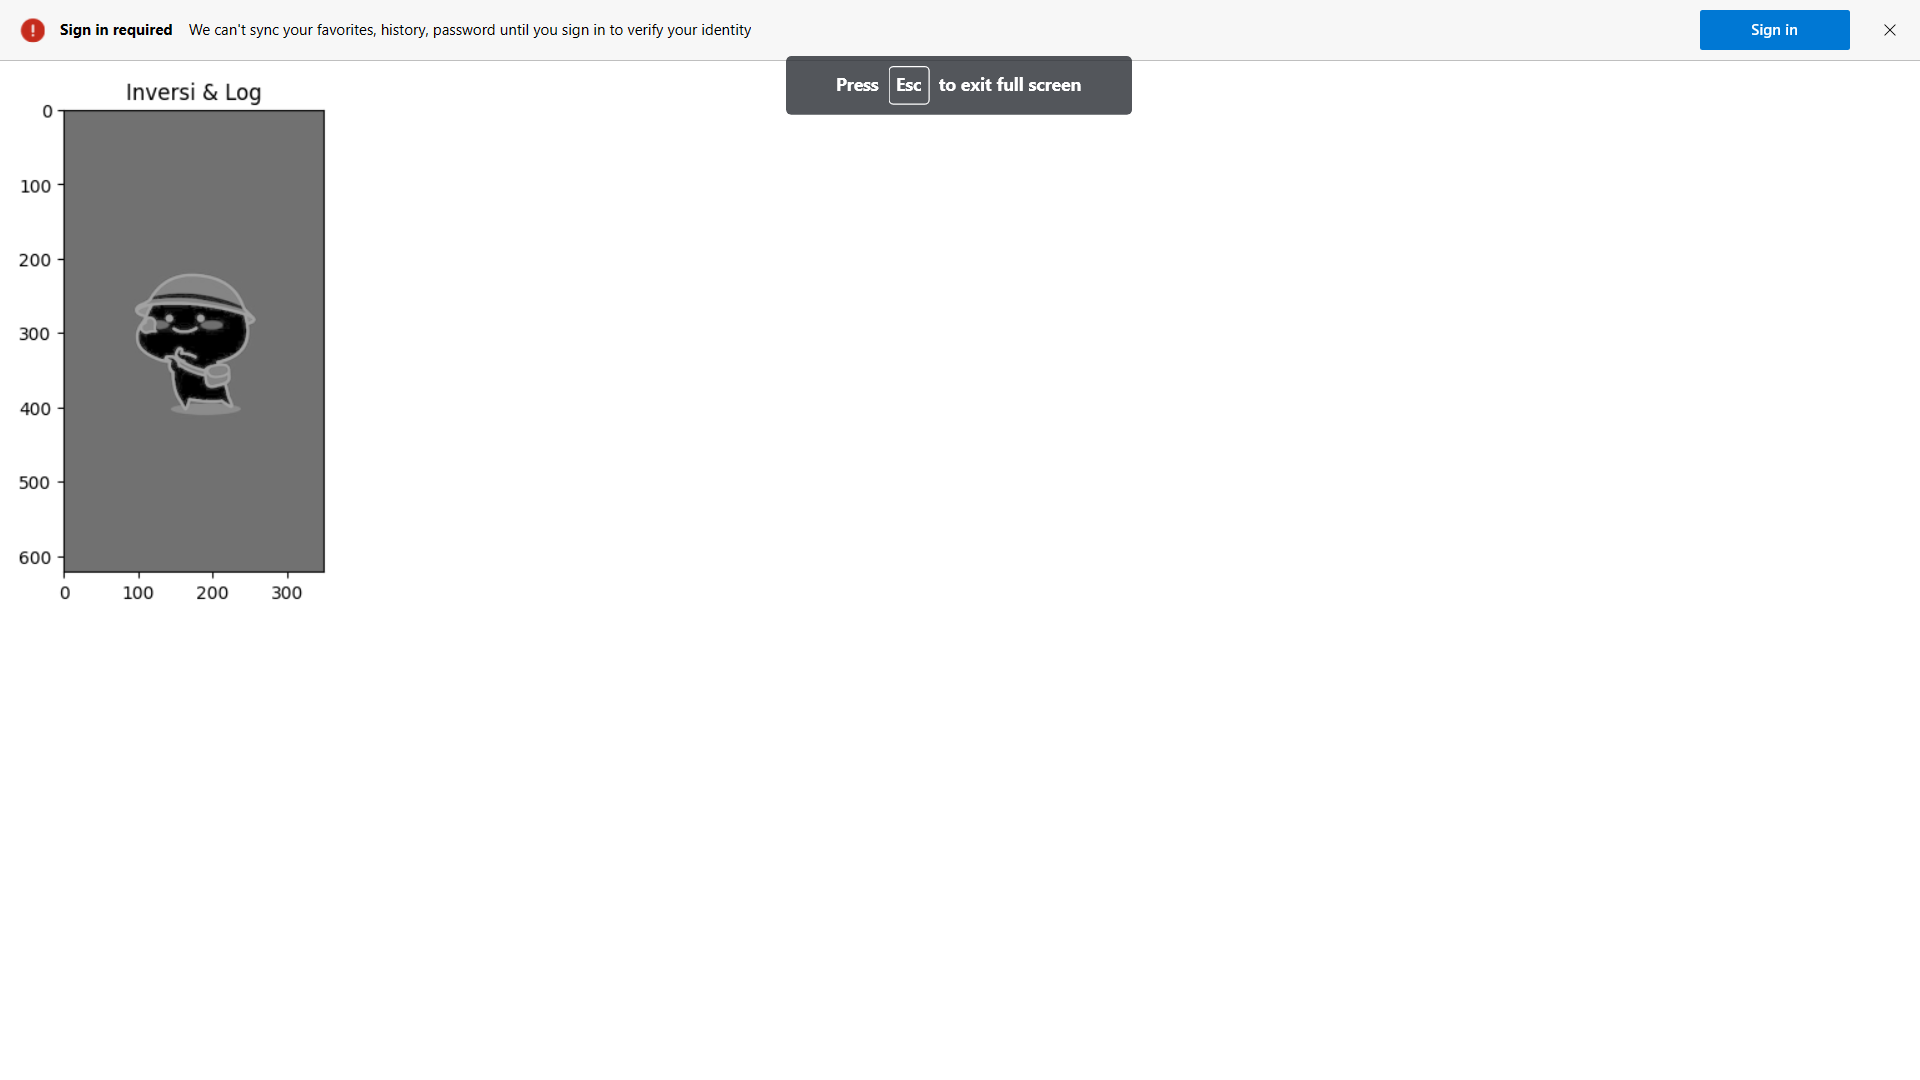 Sign in required We can't sync your favorites, history, password until you sign in to verify your identity Sign in
Press Esc to exit full screen
Inversi & Log
0
100
200
300
400
500
600
0 100 200 300